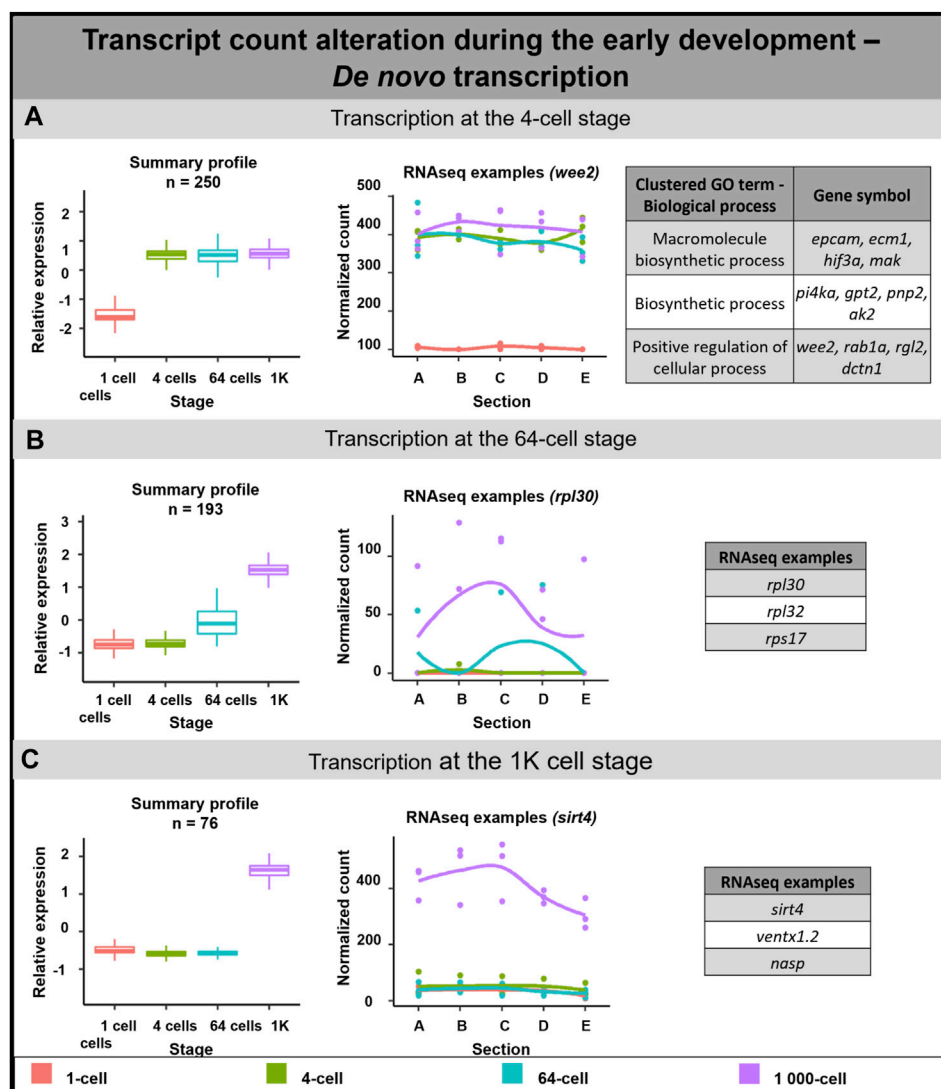 Transcript count alteration during the early development –
De novo transcription
A
Transcription at the 4-cell stage
Summary profile
n = 250
Relative expression
2
1
0
-1
-2
1 cell 4 cells 64 cells 1K
cells
Stage
RNAseq examples (wee2)
Normalized count
500
400
300
200
100
A B C D E
Section
Clustered GO term - Biological process
Gene symbol
Macromolecule biosynthetic process
epcam, ecm1, hif3a, mak
Biosynthetic process
pi4ka, gpt2, pnp2, ak2
Positive regulation of cellular process
wee2, rab1a, rgl2, dctn1
B
Transcription at the 64-cell stage
Summary profile
n = 193
Relative expression
3
2
1
0
-1
1 cell 4 cells 64 cells 1K
cells
Stage
RNAseq examples (rpl30)
Normalized count
100
50
0
A B C D E
Section
RNAseq examples
rpl30
rpl32
rps17
C
Transcription at the 1K cell stage
Summary profile
n = 76
Relative expression
2
1
0
-1
1 cell 4 cells 64 cells 1K
cells
Stage
RNAseq examples (sirt4)
Normalized count
400
200
0
A B C D E
Section
RNAseq examples
sirt4
ventx1.2
nasp
1-cell 4-cell 64-cell 1 000-cell